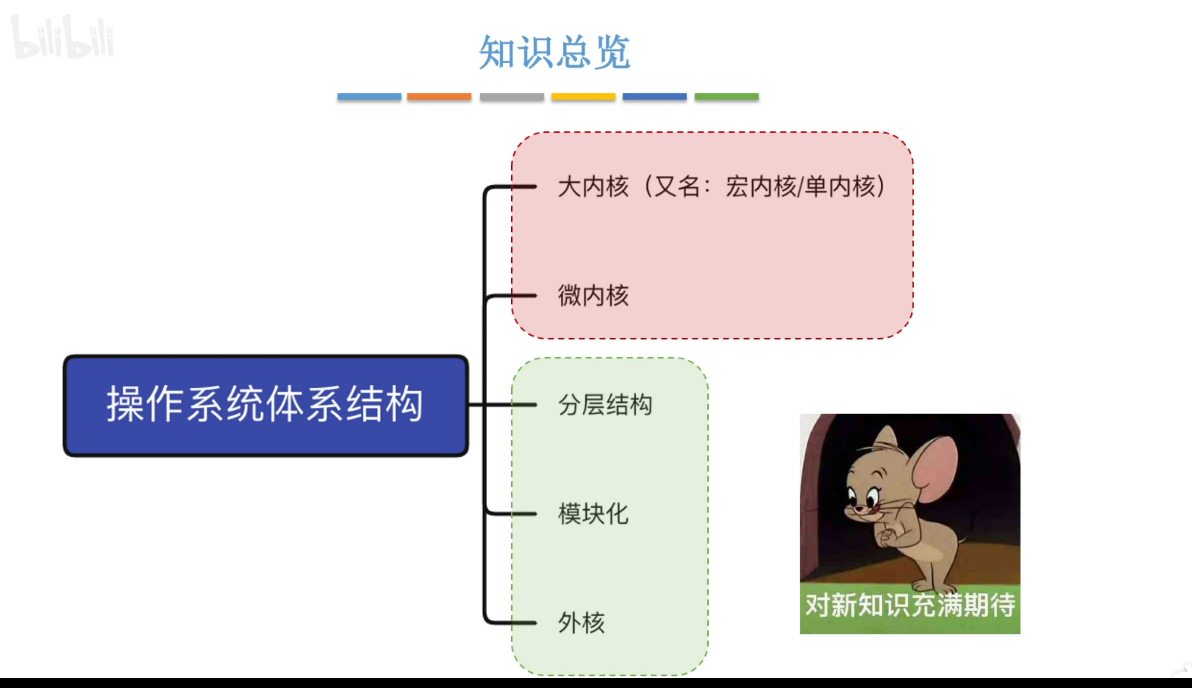 bilibili
知识总览
大内核（又名：宏内核/单内核）
微内核
操作系统体系结构
分层结构
模块化
外核
对新知识充满期待